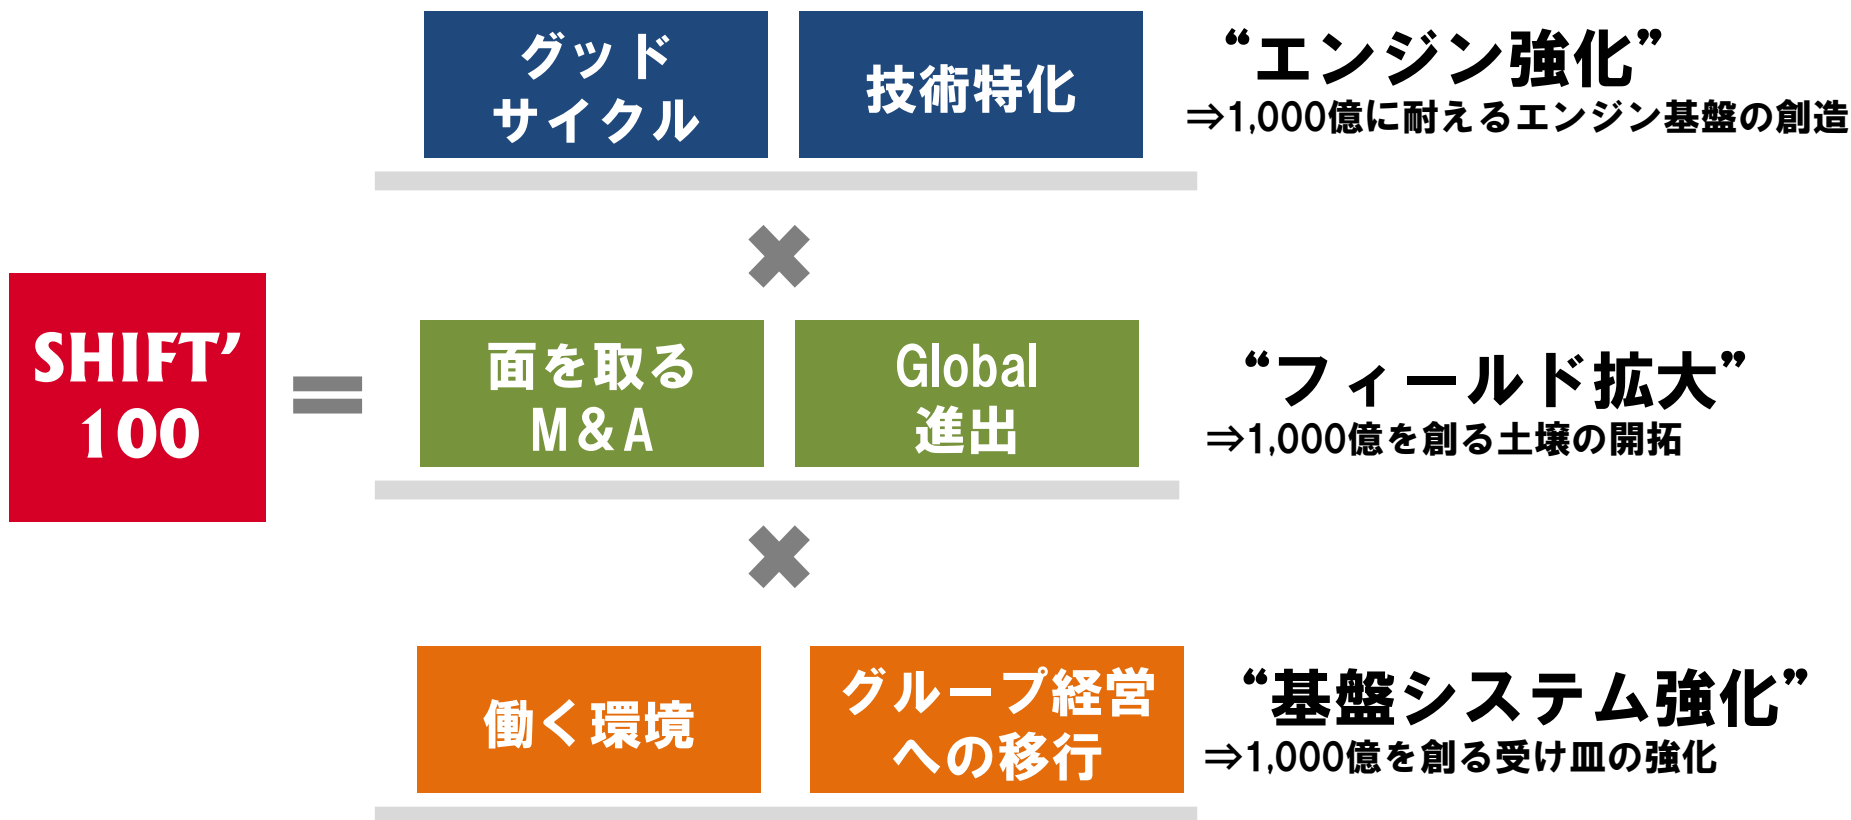 グッド
サイクル
技術特化
“エンジン強化”
⇒1,000億に耐えるエンジン基盤の創造
×
SHIFT’
100
=
面を取る
M&A
Global
進出
“フィールド拡大”
⇒1,000億を創る土壌の開拓
×
働く環境
グループ経営
への移行
“基盤システム強化”
⇒1,000億を創る受け皿の強化